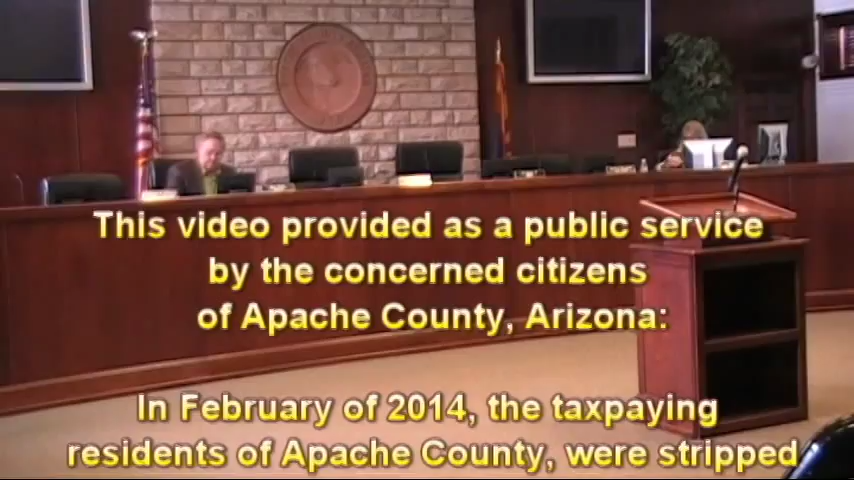 This video provided as a public service
by the concerned citizens
of Apache County, Arizona:
In February of 2014, the taxpaying
residents of Apache County, were stripped